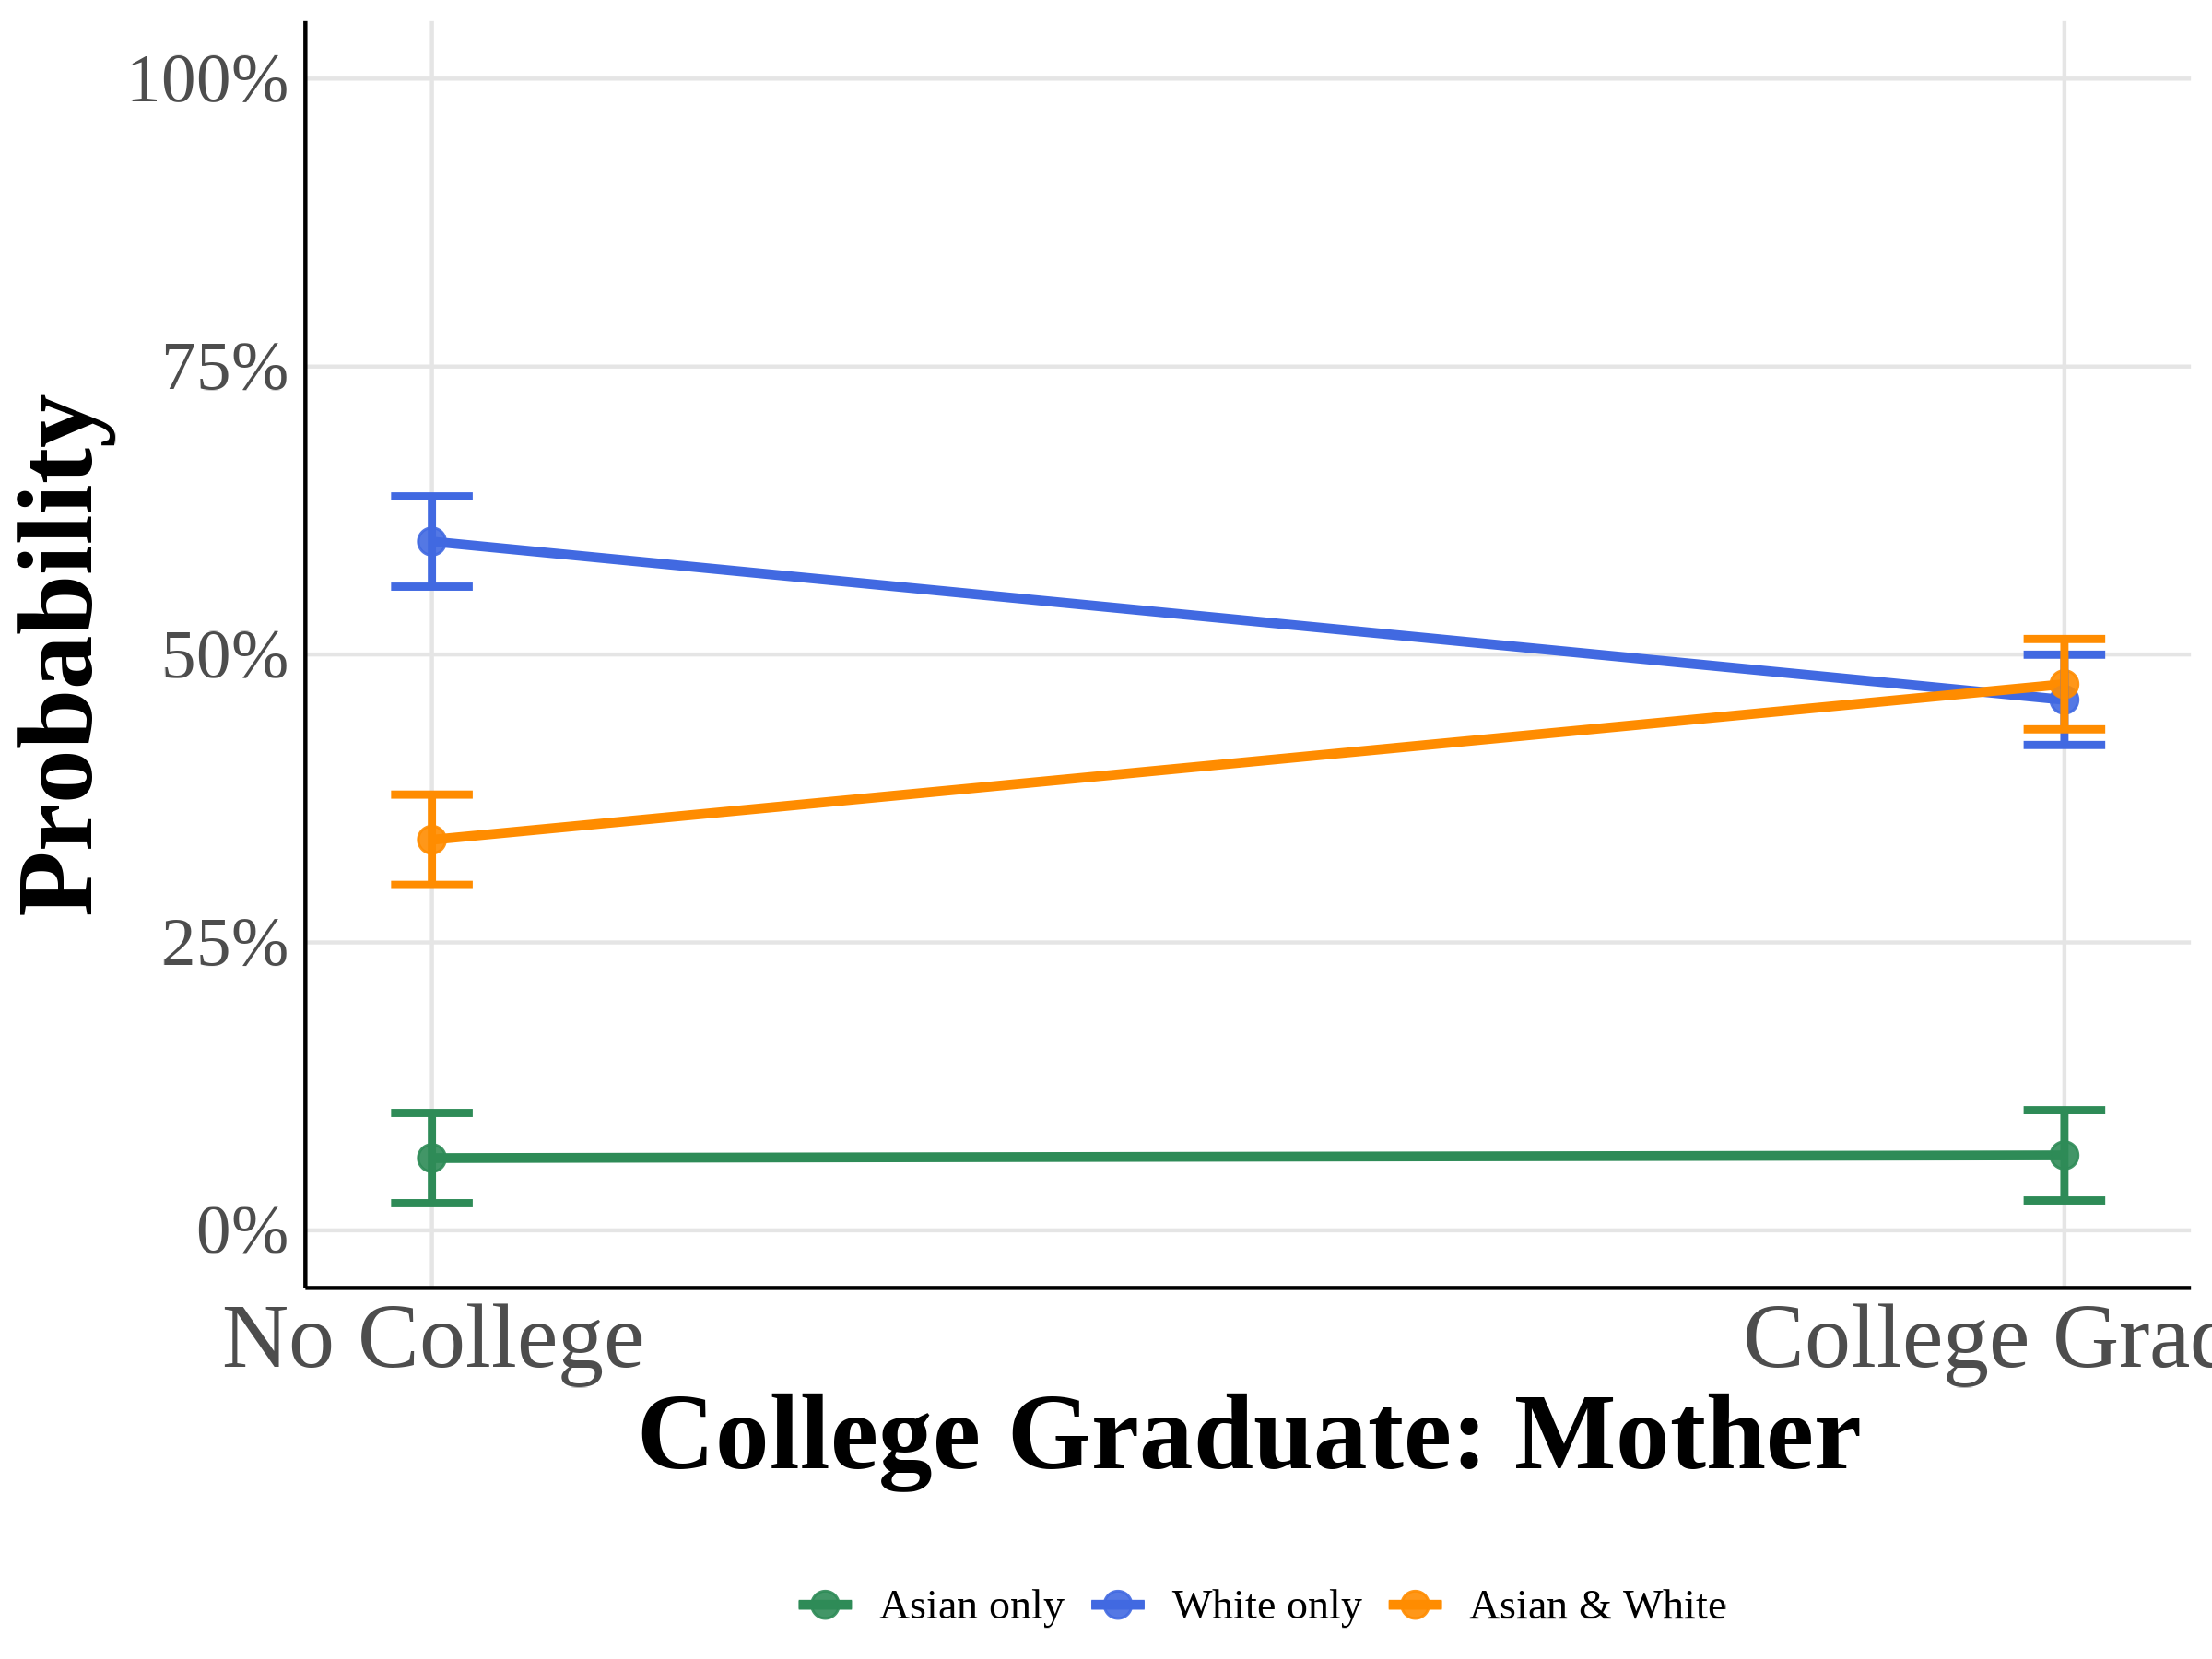 Probability
100%
75%
50%
25%
0%
No College
College Grad
College Graduate: Mother
Asian only
White only
Asian & White